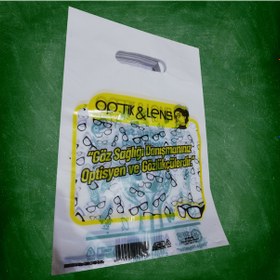 OPTİK & LENS
"Göz Sağlığı Danışmanınız
Optisyen ve Gözlükçülerdir"